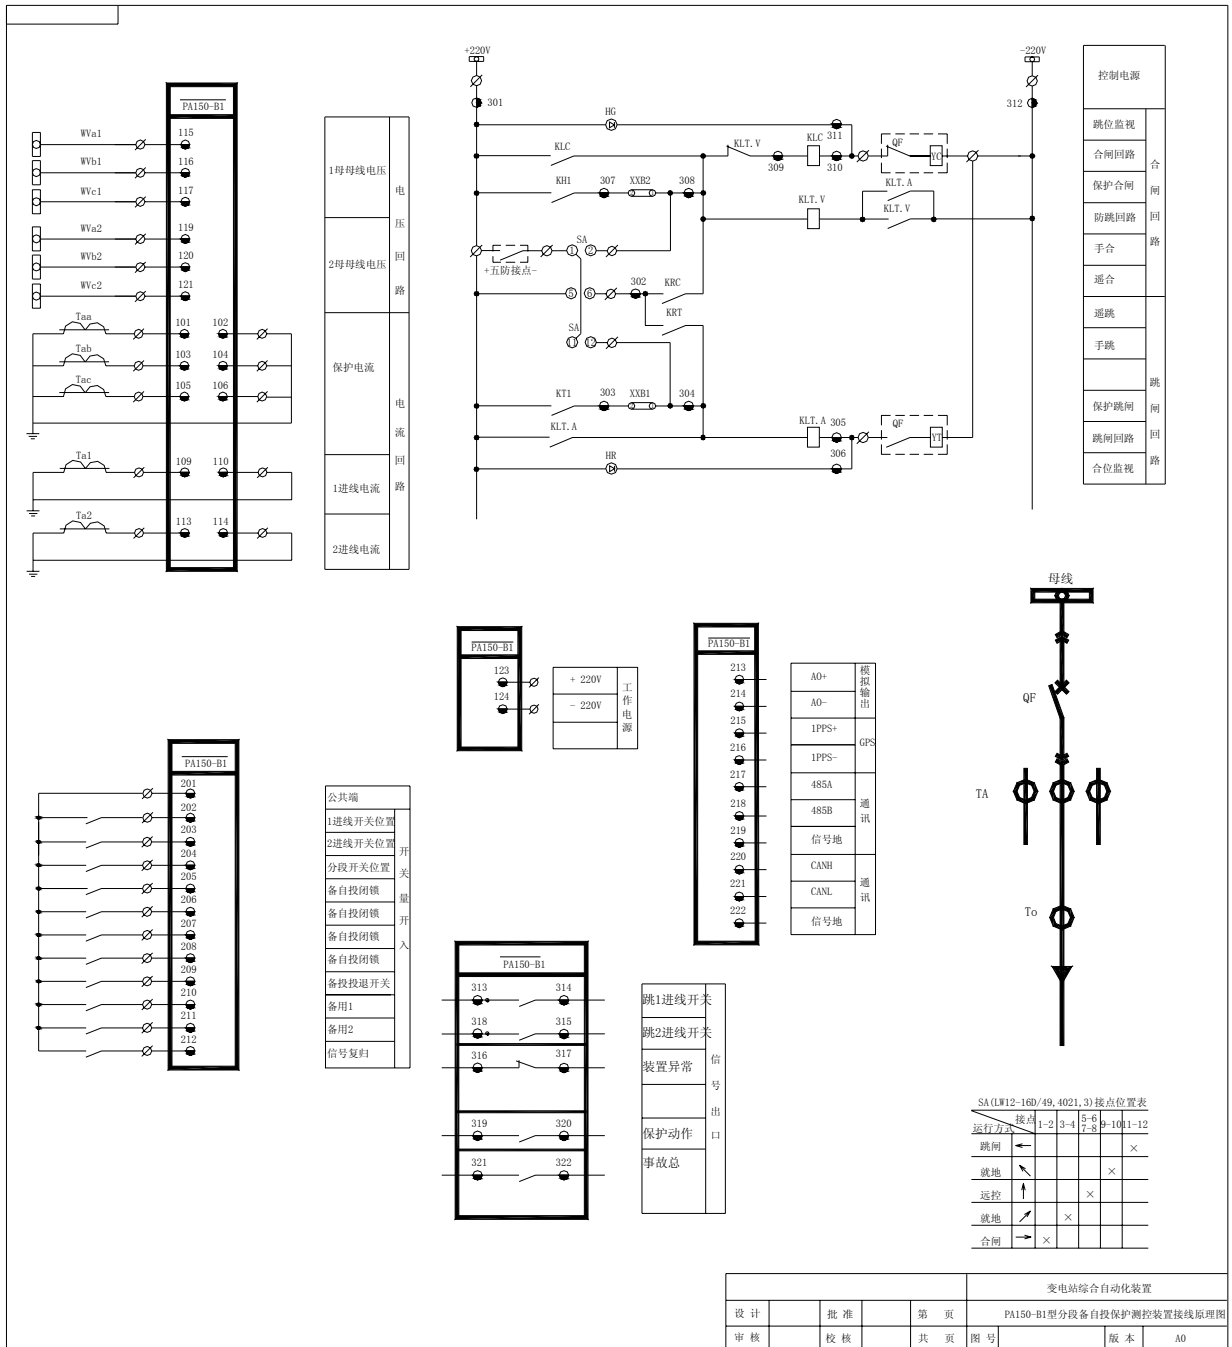 PA150-B1
WVa1
115
WVb1
116
WVc1
117
WVa2
119
WVb2
120
WVc2
121
Taa
101
102
Tab
103
104
Tac
105
106
Ta1
109
110
Ta2
113
114
1母母线电压
2母母线电压
电压回路
保护电流
1进线电流
2进线电流
电流回路
+220V
-220V
301
312
HG
311
KLC
KLT.V
309
KLC
310
QF
YC
KH1
307
XXB2
308
KLT.A
KLT.V
KLT.V
+五防接点-
SA
1
2
5
6
302
KRC
KRT
SA
11
12
KT1
303
XXB1
304
KLT.A
KLT.A
305
QF
YT
HR
306
控制电源
跳位监视
合闸回路
保护合闸
防跳回路
手合
遥合
合闸回路
遥跳
手跳
保护跳闸
跳闸回路
合位监视
跳闸回路
PA150-B1
123
124
+ 220V
- 220V
工作电源
PA150-B1
213
214
215
216
217
218
219
220
221
222
AO+
AO-
模拟输出
1PPS+
1PPS-
GPS
485A
485B
信号地
通讯
CANH
CANL
信号地
通讯
母线
QF
TA
To
PA150-B1
201
202
203
204
205
206
207
208
209
210
211
212
公共端
1进线开关位置
2进线开关位置
分段开关位置
备自投闭锁
备自投闭锁
备自投闭锁
备自投闭锁
备投投退开关
备用1
备用2
信号复归
开关量开入
PA150-B1
313
314
318
315
316
317
319
320
321
322
跳1进线开关
跳2进线开关
装置异常
保护动作
事故总
信号出口
SA(LW12-16D/49,4021,3)接点位置表
接点
运行方式
1-2
3-4
5-6
7-8
9-10
11-12
跳闸 ← ×
就地 ↖ ×
远控 ↑ ×
就地 ↗ ×
合闸 → ×
变电站综合自动化装置
设 计
批 准
第 页
PA150-B1型分段备自投保护测控装置接线原理图
审 核
校 核
共 页
图 号
版 本
A0